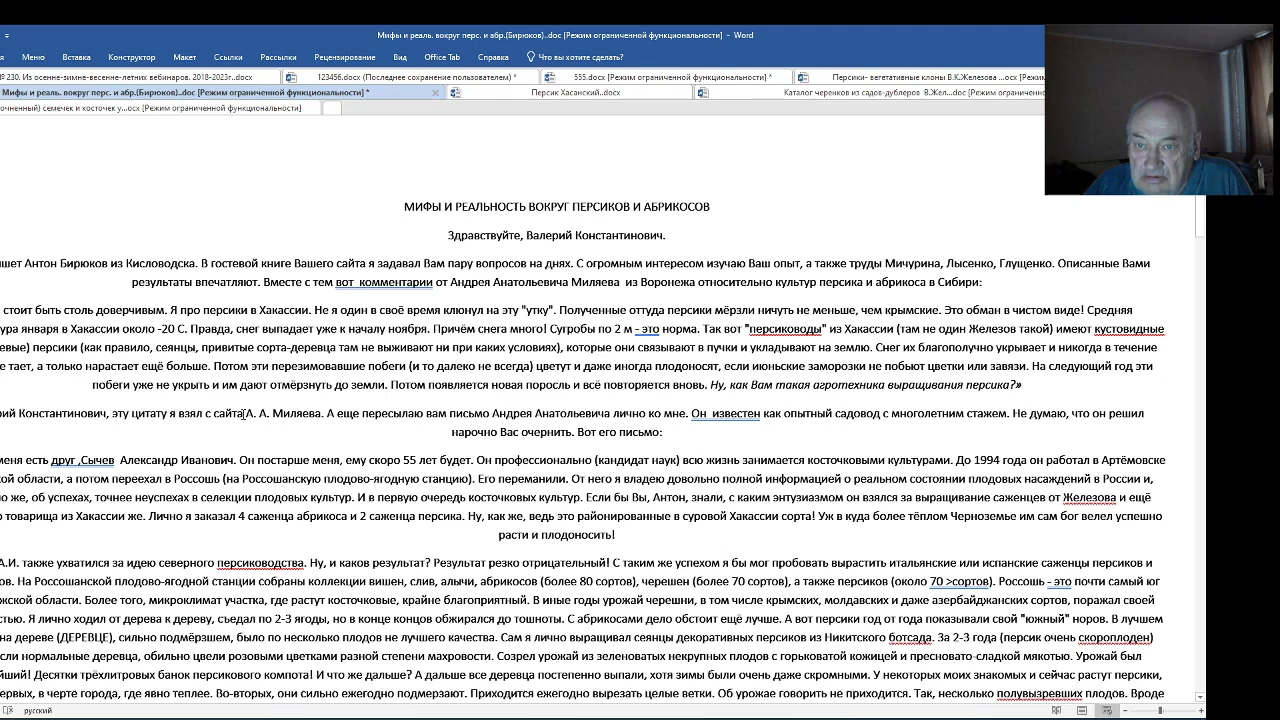 Мифы и реаль. вокруг перс. и абр.(Бирюков)..doc [Режим ограниченной функциональности] - Word
Меню Вставка Конструктор Макет Ссылки Рассылки Рецензирование Вид Office Tab Справка Что вы хотите сделать?
№ 230. Из осенне-зимне-весенне-летних вебинаров. 2018-2023г..docx 123456.docx (Последнее сохранение пользователем) * 555.docx [Режим ограниченной функциональности] * Персики- вегетативные клоны В.К.Железова ...ocx [Режим ограниченной
Мифы и реаль. вокруг перс. и абр.(Бирюков)..doc [Режим ограниченной функциональности] * Персик Хасанский..docx Каталог черенков из садов-дублеров В.Жел...doc [Режим ограниченно
очненный) семечек и косточек у...ocx [Режим ограниченной функциональности]
МИФЫ И РЕАЛЬНОСТЬ ВОКРУГ ПЕРСИКОВ И АБРИКОСОВ
Здравствуйте, Валерий Константинович.
шет Антон Бирюков из Кисловодска. В гостевой книге Вашего сайта я задавал Вам пару вопросов на днях. С огромным интересом изучаю Ваш опыт, а также труды Мичурина, Лысенко, Глущенко. Описанные Вами
результаты впечатляют. Вместе с тем вот комментарии от Андрея Анатольевича Миляева из Воронежа относительно культур персика и абрикоса в Сибири:
стоит быть столь доверчивым. Я про персики в Хакассии. Не я один в своё время клюнул на эту "утку". Полученные оттуда персики мёрзли ничуть не меньше, чем крымские. Это обман в чистом виде! Средняя
ура января в Хакассии около -20 С. Правда, снег выпадает уже к началу ноября. Причём снега много! Сугробы по 2 м - это норма. Так вот "персиководы" из Хакассии (там не один Железов такой) имеют кустовидные
евые) персики (как правило, сеянцы, привитые сорта-деревца там не выживают ни при каких условиях), которые они связывают в пучки и укладывают на землю. Снег их благополучно укрывает и никогда в течение
е тает, а только нарастает ещё больше. Потом эти перезимовавшие побеги (и то далеко не всегда) цветут и даже иногда плодоносят, если июньские заморозки не побьют цветки или завязи. На следующий год эти
побеги уже не укрыть и им дают отмёрзнуть до земли. Потом появляется новая поросль и всё повторяется вновь. Ну, как Вам такая агротехника выращивания персика?»
рий Константинович, эту цитату я взял с сайта А. А. Миляева. А еще пересылаю вам письмо Андрея Анатольевича лично ко мне. Он известен как опытный садовод с многолетним стажем. Не думаю, что он решил
нарочно Вас очернить. Вот его письмо:
меня есть друг ,Сычев Александр Иванович. Он постарше меня, ему скоро 55 лет будет. Он профессионально (кандидат наук) всю жизнь занимается косточковыми культурами. До 1994 года он работал в Артёмовске
кой области, а потом переехал в Россошь (на Россошанскую плодово-ягодную станцию). Его переманили. От него я владею довольно полной информацией о реальном состоянии плодовых насаждений в России и,
но же, об успехах, точнее неуспехах в селекции плодовых культур. И в первую очередь косточковых культур. Если бы Вы, Антон, знали, с каким энтузиазмом он взялся за выращивание саженцев от Железова и ещё
о товарища из Хакассии же. Лично я заказал 4 саженца абрикоса и 2 саженца персика. Ну, как же, ведь это районированные в суровой Хакассии сорта! Уж в куда более тёплом Черноземье им сам бог велел успешно
расти и плодоносить!
А.И. также ухватился за идею северного персиководства. Ну, и каков результат? Результат резко отрицательный! С таким же успехом я бы мог пробовать вырастить итальянские или испанские саженцы персиков и
ов. На Россошанской плодово-ягодной станции собраны коллекции вишен, слив, алычи, абрикосов (более 80 сортов), черешен (более 70 сортов), а также персиков (около 70 >сортов). Россошь - это почти самый юг
жской области. Более того, микроклимат участка, где растут косточковые, крайне благоприятный. В иные годы урожай черешни, в том числе крымских, молдавских и даже азербайджанских сортов, поражал своей
стью. Я лично ходил от дерева к дереву, съедал по 2-3 ягоды, но в конце концов обжирался до тошноты. С абрикосами дело обстоит ещё лучше. А вот персики год от года показывали свой "южный" норов. В лучшем
на дереве (ДЕРЕВЦЕ), сильно подмёрзшем, было по несколько плодов не лучшего качества. Сам я лично выращивал сеянцы декоративных персиков из Никитского ботсада. За 2-3 года (персик очень скороплоден)
сли нормальные деревца, обильно цвели розовыми цветками разной степени махровости. Созрел урожай из зеленоватых некрупных плодов с горьковатой кожицей и пресновато-сладкой мякотью. Урожай был
йший! Десятки трёхлитровых банок персикового компота! И что же дальше? А дальше все деревца постепенно выпали, хотя зимы были очень даже скромными. У некоторых моих знакомых и сейчас растут персики,
первых, в черте города, где явно теплее. Во-вторых, они сильно ежегодно подмерзают. Приходится ежегодно вырезать целые ветки. Об урожае говорить не приходится. Так, несколько полувызревших плодов. Вроде
русский